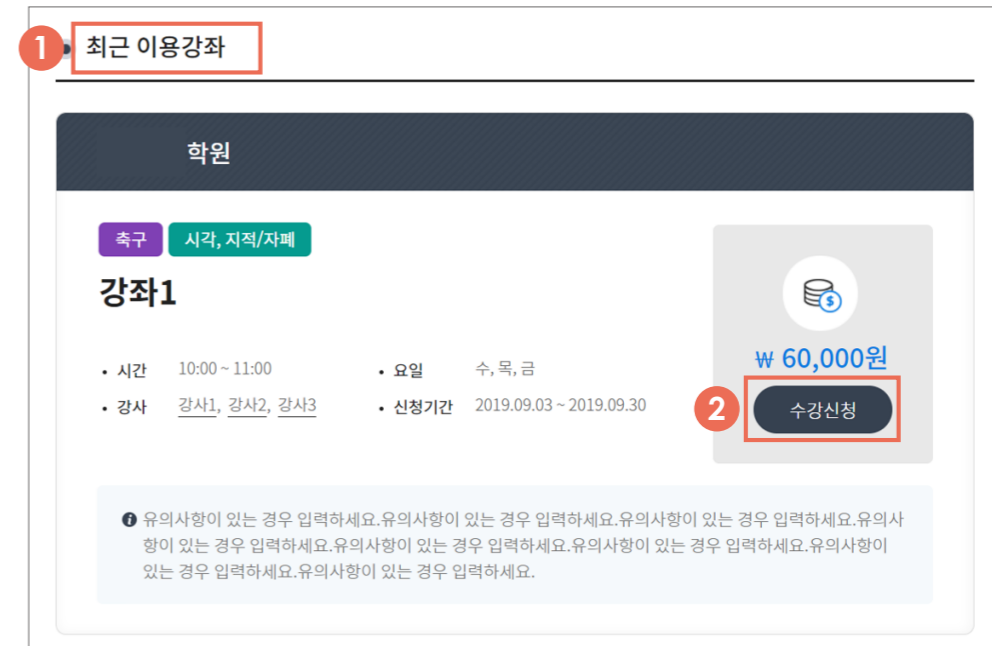 1 최근 이용강좌
학원
축구 시각, 지적/자폐
강좌1
₩ 60,000원
• 시간 10:00 ~ 11:00 • 요일 수, 목, 금
• 강사 강사1, 강사2, 강사3 • 신청기간 2019.09.03 ~ 2019.09.30
2 수강신청
유의사항이 있는 경우 입력하세요.유의사항이 있는 경우 입력하세요.유의사항이 있는 경우 입력하세요.유의사
항이 있는 경우 입력하세요.유의사항이 있는 경우 입력하세요.유의사항이 있는 경우 입력하세요.유의사항이
있는 경우 입력하세요.유의사항이 있는 경우 입력하세요.